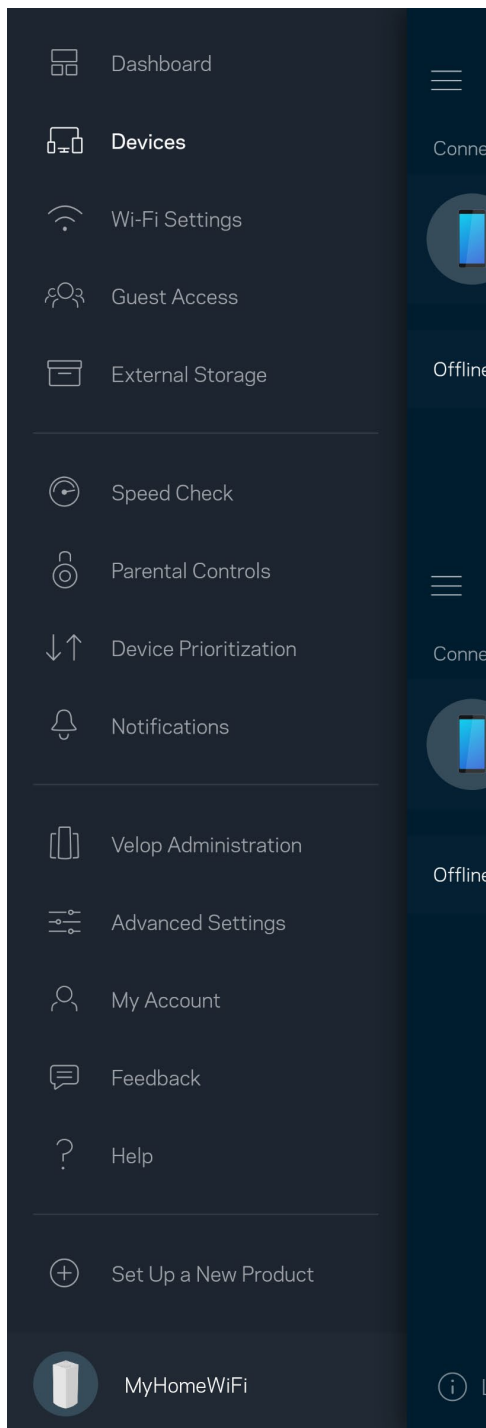 Dashboard
Devices
Wi-Fi Settings
Guest Access
External Storage
Speed Check
Parental Controls
Device Prioritization
Notifications
Velop Administration
Advanced Settings
My Account
Feedback
Help
Set Up a New Product
MyHomeWiFi